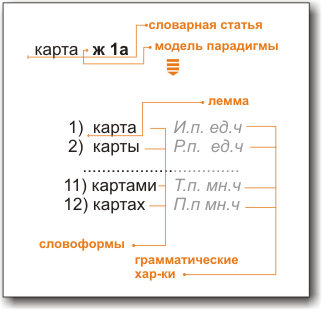 словарная статья
карта ж 1а
модель парадигмы
лемма
1) карта И.п. ед.ч
2) карты Р.п. ед.ч
11) картами Т.п. мн.ч
12) картах П.п мн.ч
словоформы
грамматические
хар-ки